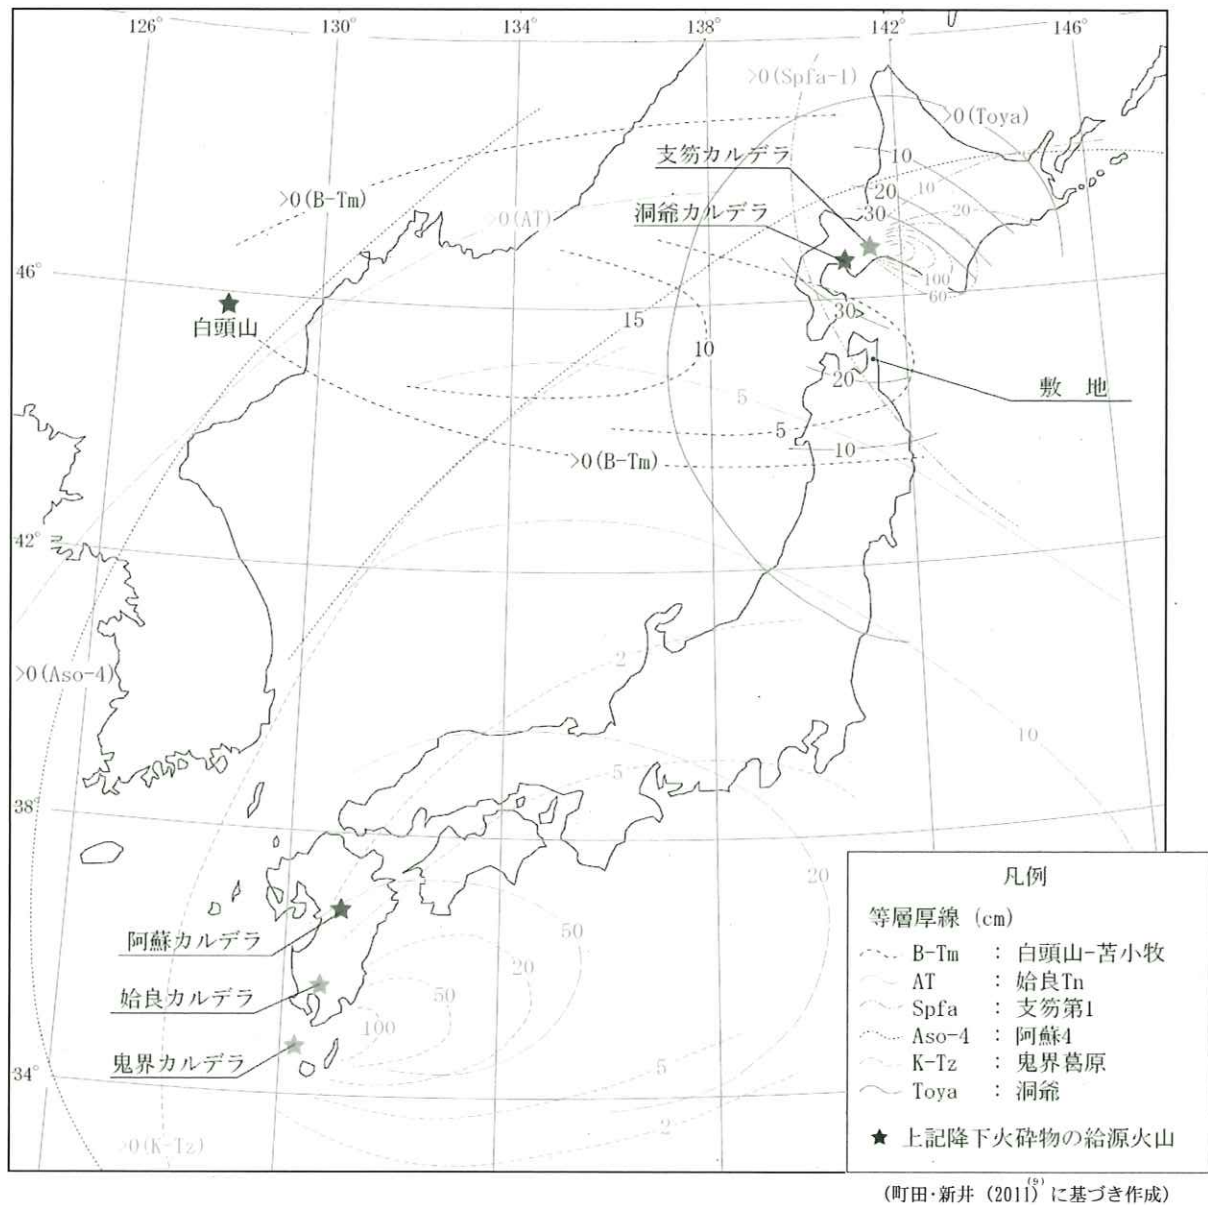 126°
130°
134°
138°
142°
146°
>0(Spfa-1)
>0(Toya)
支笏カルデラ
10
>0(B-Tm)
20
10
>0(AT)
洞爺カルデラ
30
20
46°
100
60
白頭山
15
30
10
20
敷 地
5
5
>0(B-Tm)
10
42°
2
>0(Aso-4)
10
5
38°
20
阿蘇カルデラ
50
20
姶良カルデラ
50
100
鬼界カルデラ
34°
5
2
>0(K-Tz)
凡例
等層厚線 (cm)
B-Tm : 白頭山-苫小牧
AT : 姶良Tn
Spfa : 支笏第1
Aso-4 : 阿蘇4
K-Tz : 鬼界葛原
Toya : 洞爺
★ 上記降下火砕物の給源火山
(町田・新井 (2011)(9) に基づき作成)